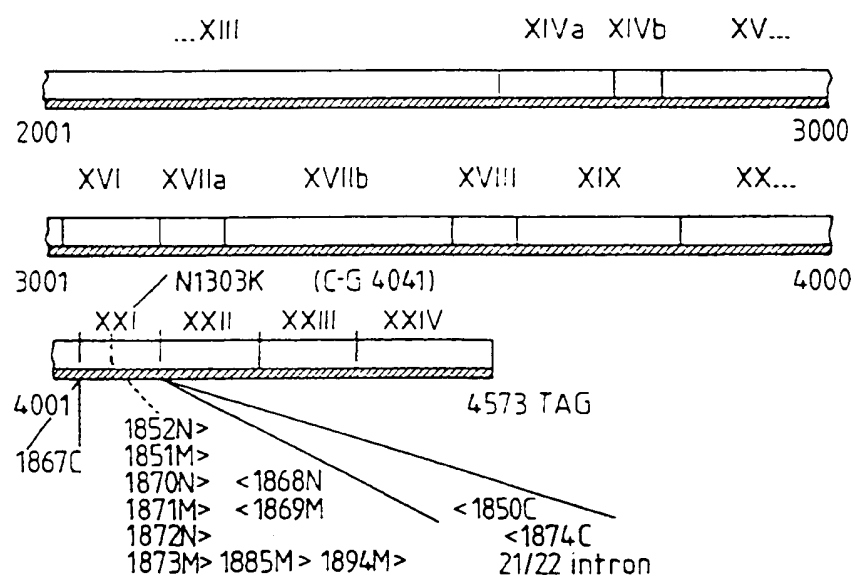 ...XIII XIVa XIVb XV...
2001 3000
XVI XVIIa XVIIb XVIII XIX XX...
3001 N1303K (C-G 4041) 4000
XXI XXII XXIII XXIV
4001 4573 TAG
1867C
1852N>
1851M>
1870N> <1868N
1871M> <1869M <1850C
1872N> <1874C
1873M> 1885M> 1894M> 21/22 intron